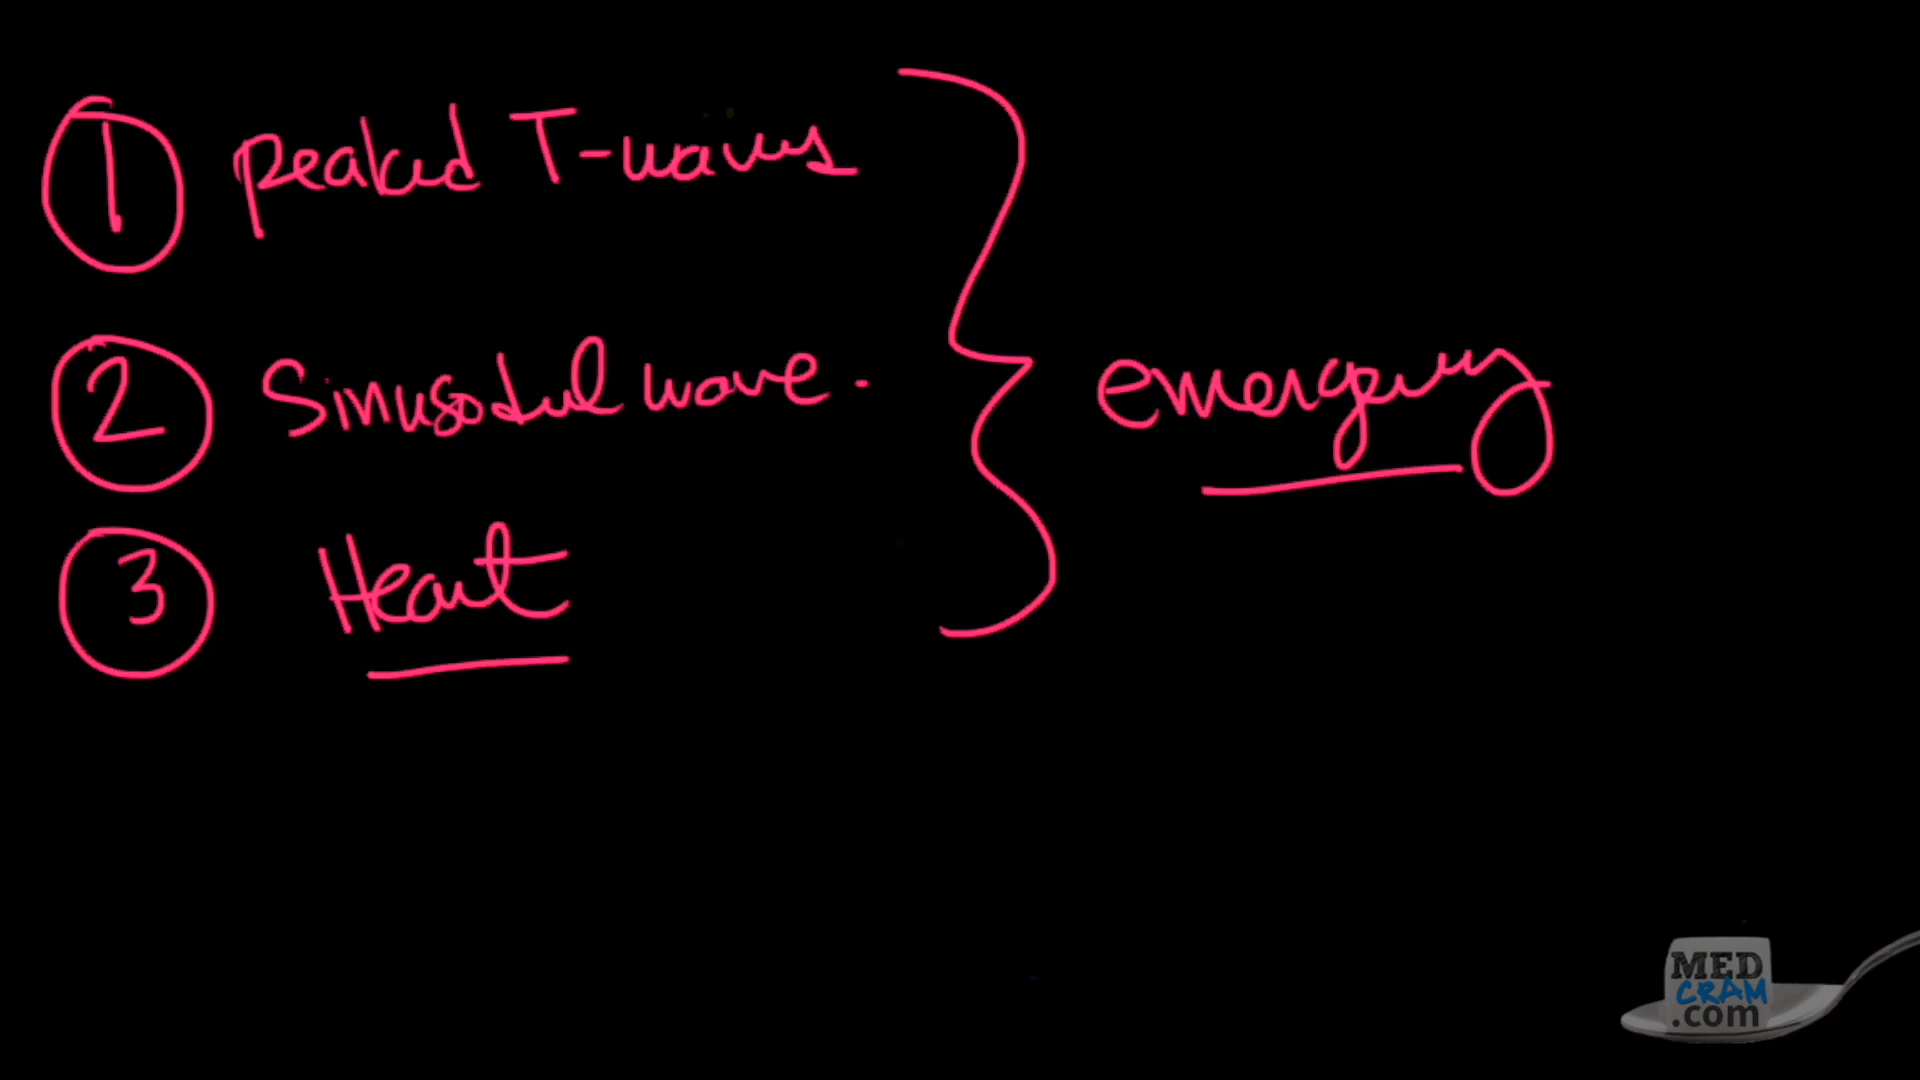 1 peaked T-waves
2 Sinusoidal wave.
3 Heart
emergency
MED
CRAM
.com